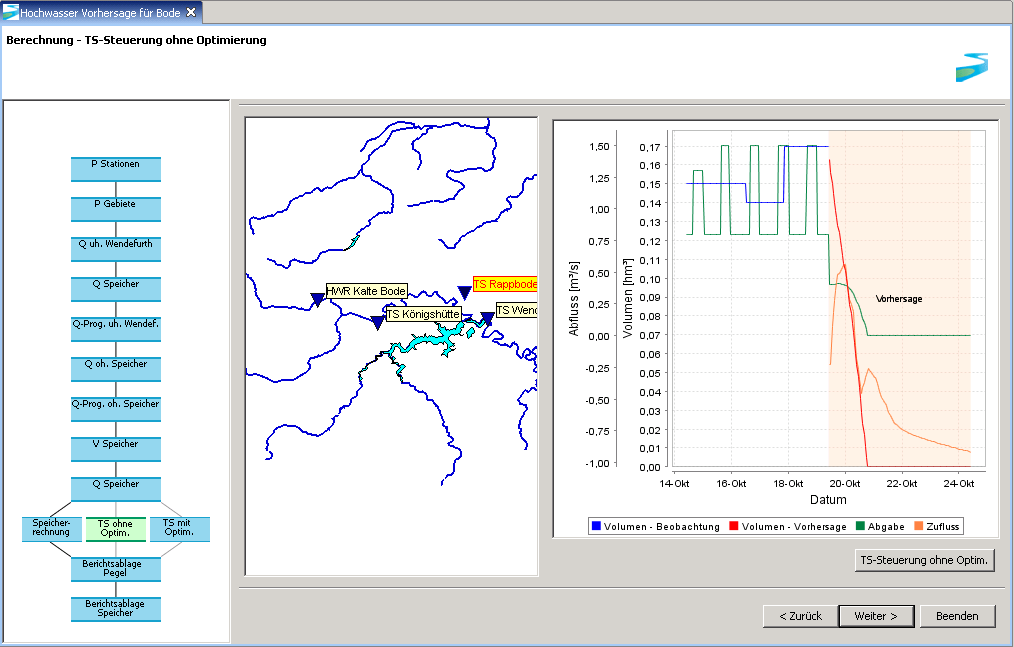 Hochwasser Vorhersage für Bode
Berechnung - TS-Steuerung ohne Optimierung
P Stationen
P Gebiete
Q uh. Wendefurth
Q Speicher
Q-Prog. uh. Wendef.
Q oh. Speicher
Q-Prog. oh. Speicher
V Speicher
Q Speicher
Speicher-
rechnung
TS ohne
Optim.
TS mit
Optim.
Berichtsablage
Pegel
Berichtsablage
Speicher
HWR Kalte Bode
TS Rappbode
TS Königshütte
TS Wend
Abfluss [m³/s]
1,50
1,25
1,00
0,75
0,50
0,25
0,00
-0,25
-0,50
-0,75
-1,00
Volumen [hm³]
0,17
0,16
0,15
0,14
0,13
0,12
0,11
0,10
0,09
0,08
0,07
0,06
0,05
0,04
0,03
0,02
0,01
0,00
Vorhersage
14-Okt 16-Okt 18-Okt 20-Okt 22-Okt 24-Okt
Datum
Volumen - Beobachtung Volumen - Vorhersage Abgabe Zufluss
TS-Steuerung ohne Optim.
< Zurück Weiter > Beenden